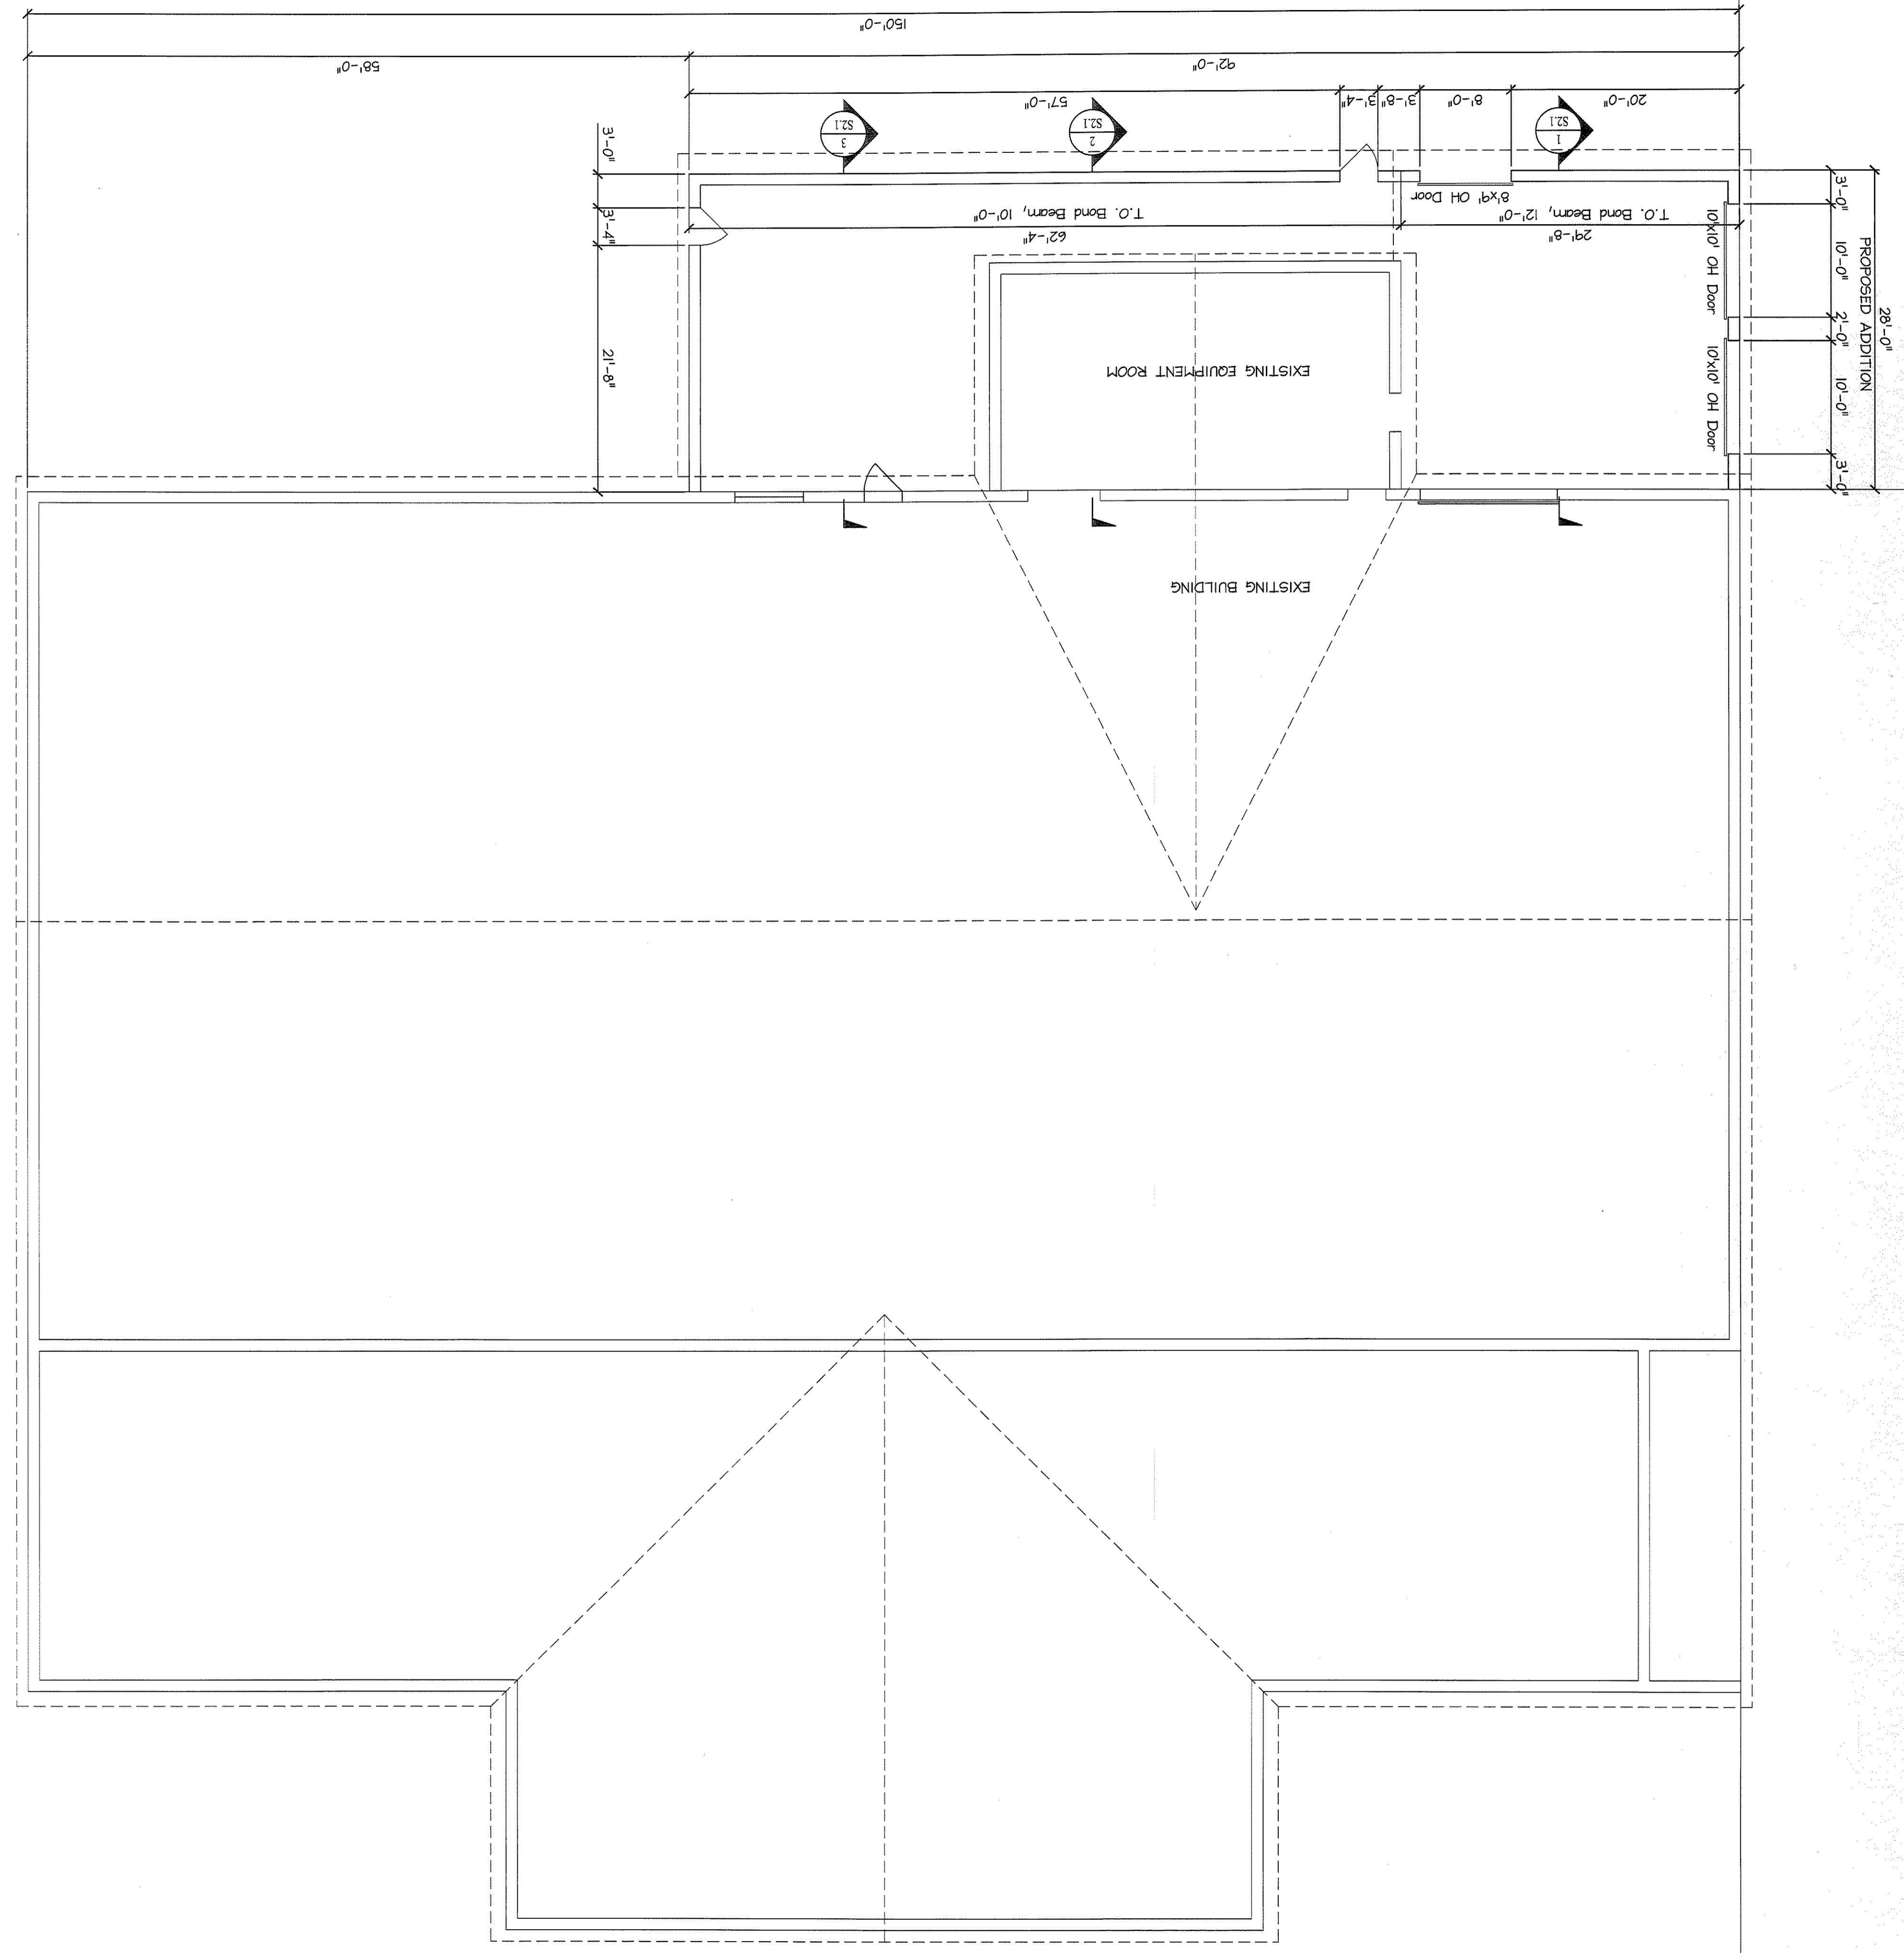 150'-0"
58'-0"
92'-0"
57'-0"
3'-4"
3'-8"
8'-0"
20'-0"
3
S2.1
2
S2.1
1
S2.1
3'-0"
3'-4"
21'-8"
T.O. Bond Beam, 10'-0"
62'-4"
8'x9' OH Door
T.O. Bond Beam, 12'-0"
29'-8"
10'x10' OH Door
10'x10' OH Door
3'-0"
10'-0"
2'-0"
10'-0"
3'-0"
PROPOSED ADDITION
28'-0"
EXISTING EQUIPMENT ROOM
EXISTING BUILDING